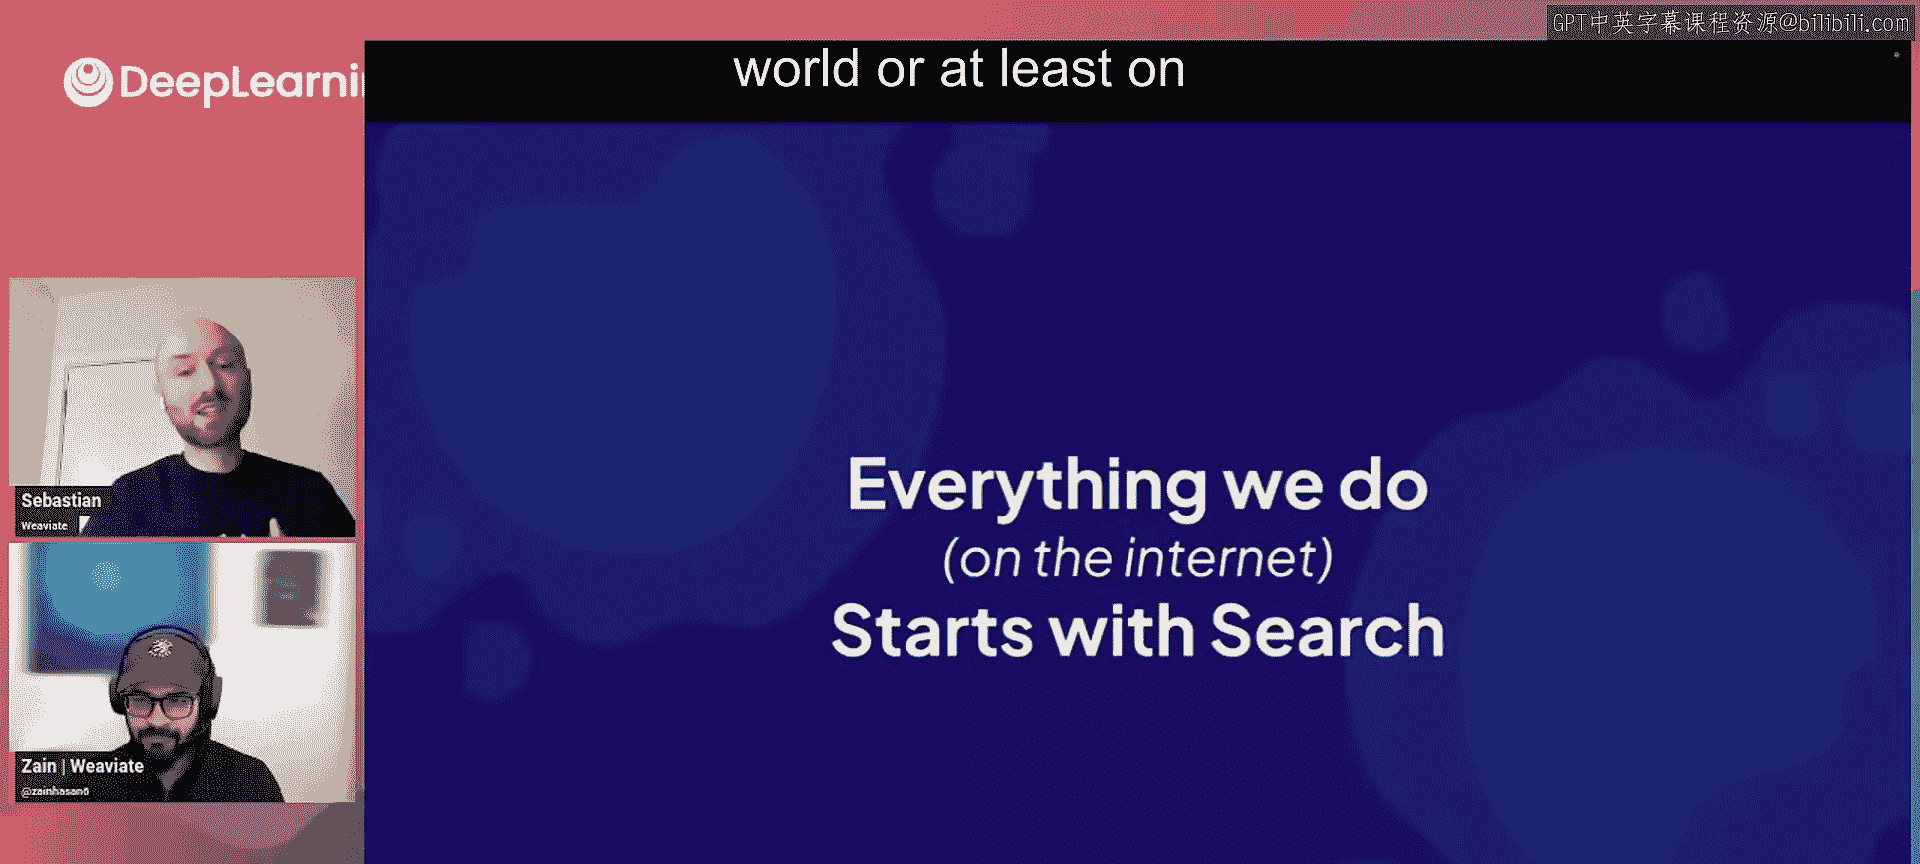 GPT中英字幕课程资源@bilibili.com
DeepLearni
world or at least on
Everything we do
(on the internet)
Starts with Search
Sebastian
Weaviate
Zain | Weaviate
@zainhasan6